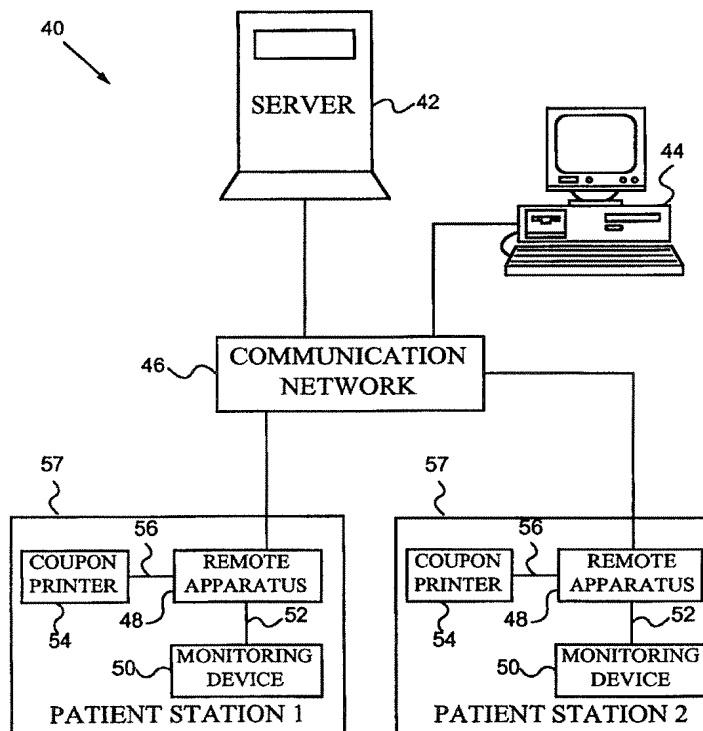 40
SERVER
42
44
46
COMMUNICATION
NETWORK
57
57
COUPON
PRINTER
56
REMOTE
APPARATUS
54
48
52
50
MONITORING
DEVICE
PATIENT STATION 1
COUPON
PRINTER
56
REMOTE
APPARATUS
54
48
52
50
MONITORING
DEVICE
PATIENT STATION 2